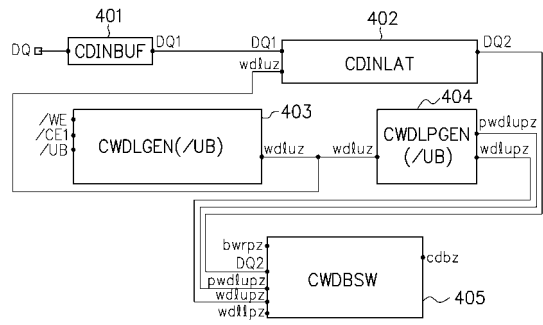 401
402
DQ
CDINBUF
DQ1
DQ1
wdluz
CDINLAT
DQ2
403
404
/WE
/CE1
/UB
CWDLGEN(/UB)
wdluz
wdluz
CWDLPGEN
(/UB)
pwdlupz
wdlupz
bwrpz
DQ2
pwdlupz
wdlupz
wdllpz
CWDBSW
cdbz
405